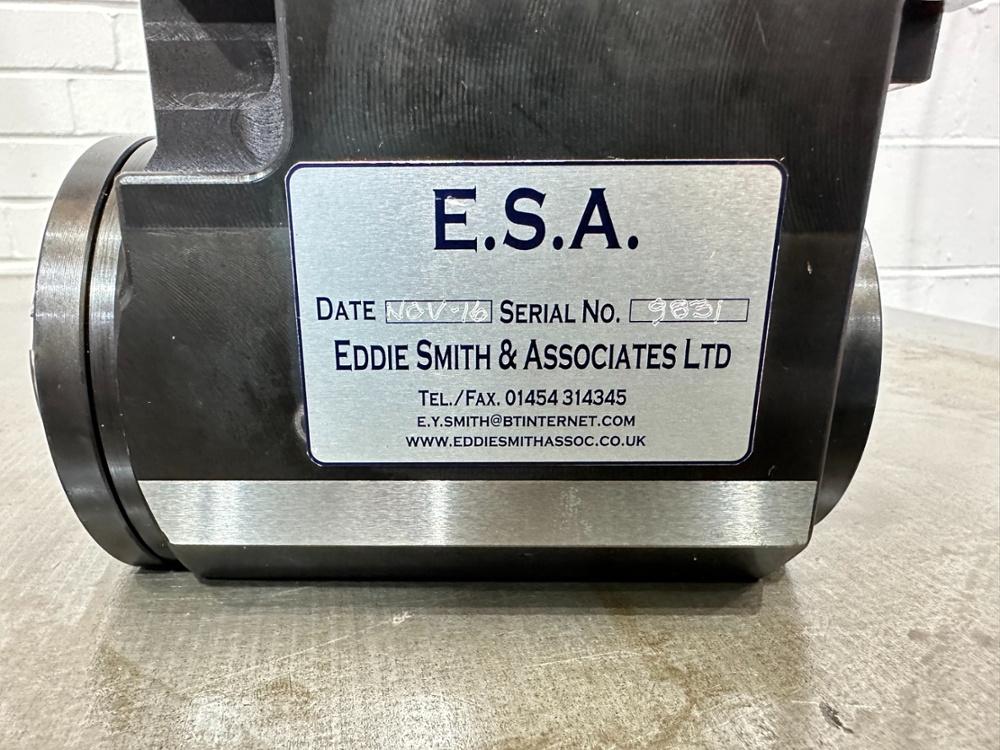 E.S.A.
DATE NOV-16 SERIAL NO. 9831
EDDIE SMITH & ASSOCIATES LTD
TEL./FAX. 01454 314345
E.Y.SMITH@BTINTERNET.COM
WWW.EDDIESMITHASSOC.CO.UK